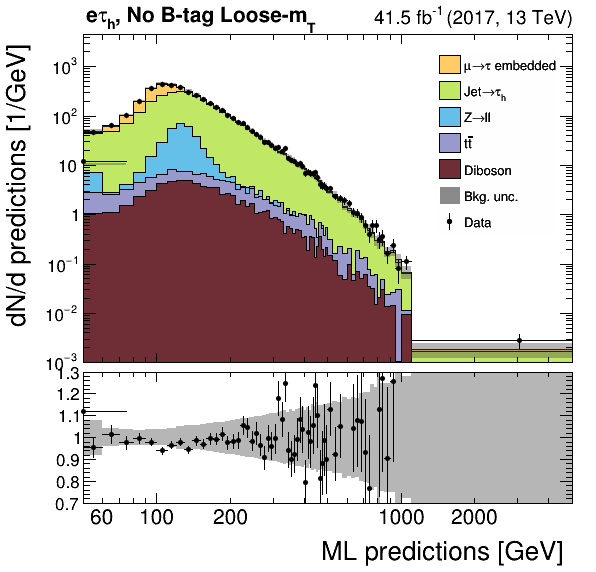 eτh, No B-tag Loose-mT 41.5 fb⁻¹ (2017, 13 TeV)
dN/d predictions [1/GeV]
10³
10²
10
1
10⁻¹
10⁻²
10⁻³
μ→τ embedded
Jet→τh
Z→ll
tt̄
Diboson
Bkg. unc.
Data
1.3
1.2
1.1
1
0.9
0.8
0.7
60 100 200 1000 2000
ML predictions [GeV]